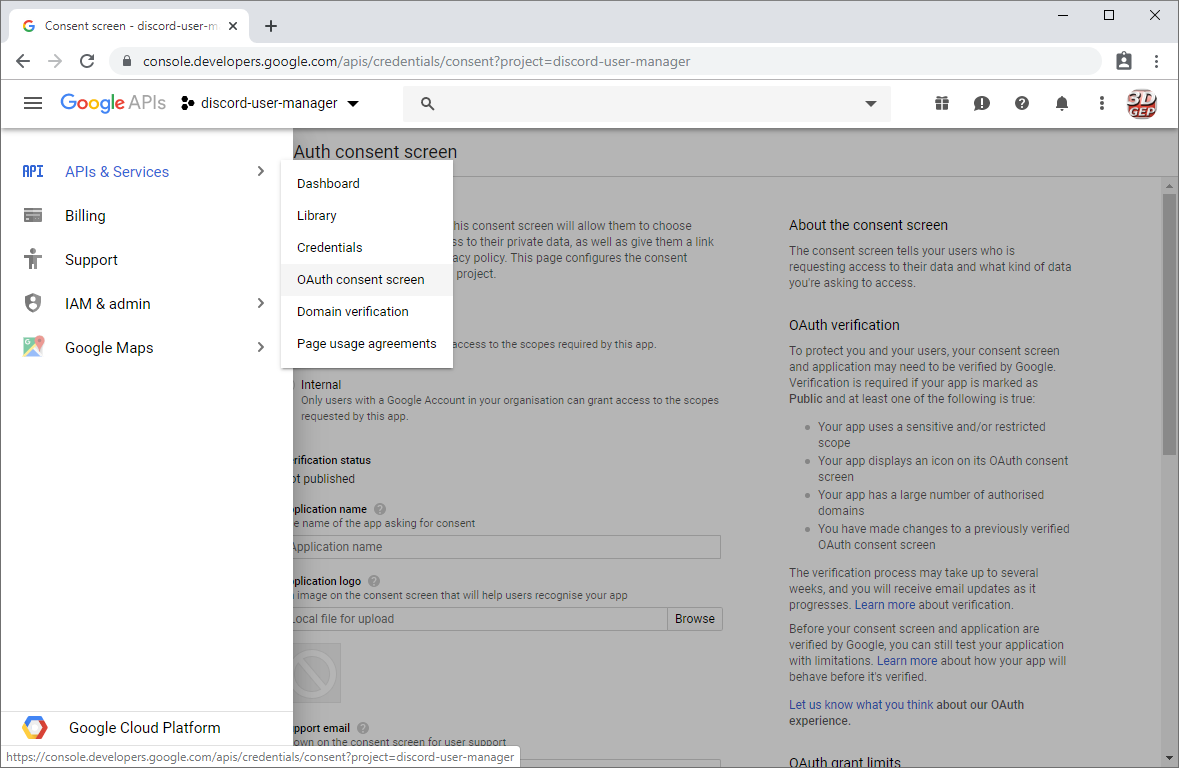 Consent screen - discord-user-m
console.developers.google.com/apis/credentials/consent?project=discord-user-manager
Google APIs
discord-user-manager
3D
GEP
API
APIs & Services
Billing
Support
IAM & admin
Google Maps
Google Cloud Platform
https://console.developers.google.com/apis/credentials/consent?project=discord-user-manager
Dashboard
Library
Credentials
OAuth consent screen
Domain verification
Page usage agreements
Auth consent screen
his consent screen will allow them to choose
ss to their private data, as well as give them a link
acy policy. This page configures the consent
project.
access to the scopes required by this app.
Internal
Only users with a Google Account in your organisation can grant access to the scopes
requested by this app.
rification status
ot published
plication name
e name of the app asking for consent
Application name
plication logo
image on the consent screen that will help users recognise your app
ocal file for upload
Browse
pport email
own on the consent screen for user support
About the consent screen
The consent screen tells your users who is
requesting access to their data and what kind of data
you're asking to access.
OAuth verification
To protect you and your users, your consent screen
and application may need to be verified by Google.
Verification is required if your app is marked as
Public and at least one of the following is true:
Your app uses a sensitive and/or restricted
scope
Your app displays an icon on its OAuth consent
screen
Your app has a large number of authorised
domains
You have made changes to a previously verified
OAuth consent screen
The verification process may take up to several
weeks, and you will receive email updates as it
progresses. Learn more about verification.
Before your consent screen and application are
verified by Google, you can still test your application
with limitations. Learn more about how your app will
behave before it's verified.
Let us know what you think about our OAuth
experience.
OAuth grant limits